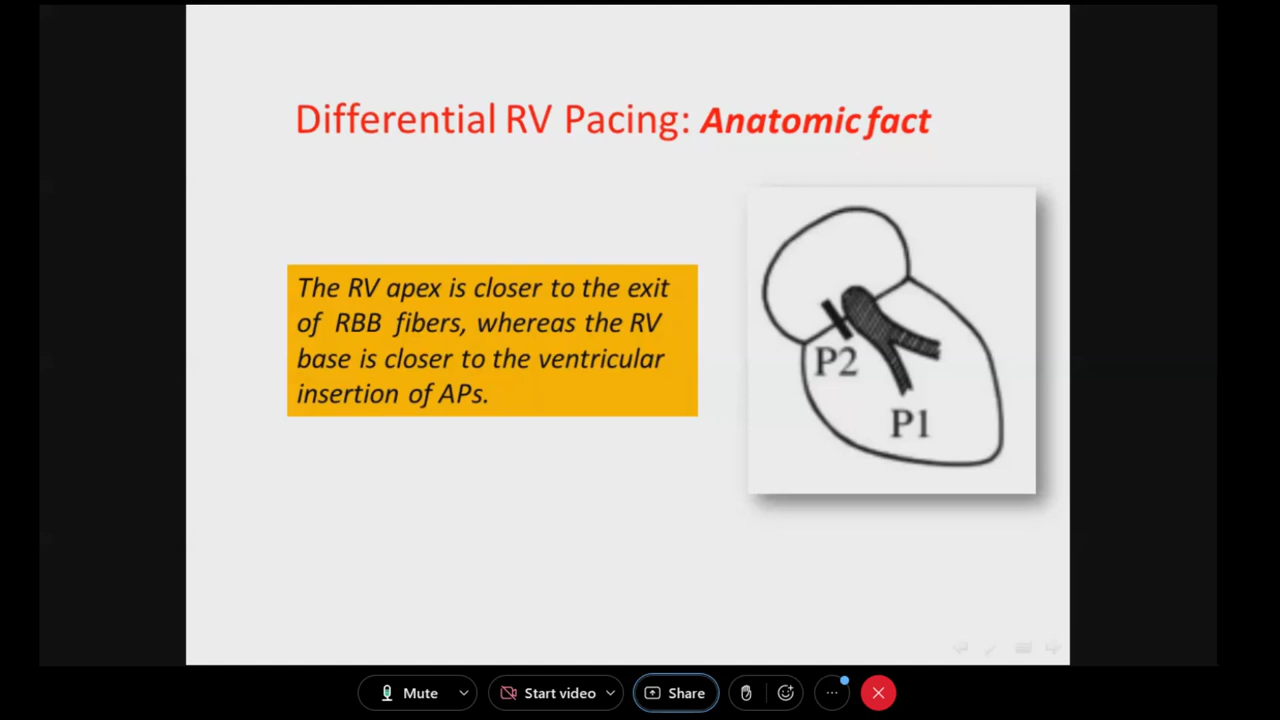 Differential RV Pacing: Anatomic fact
The RV apex is closer to the exit
of RBB fibers, whereas the RV
base is closer to the ventricular
insertion of APs.
P2
P1
Mute
Start video
Share